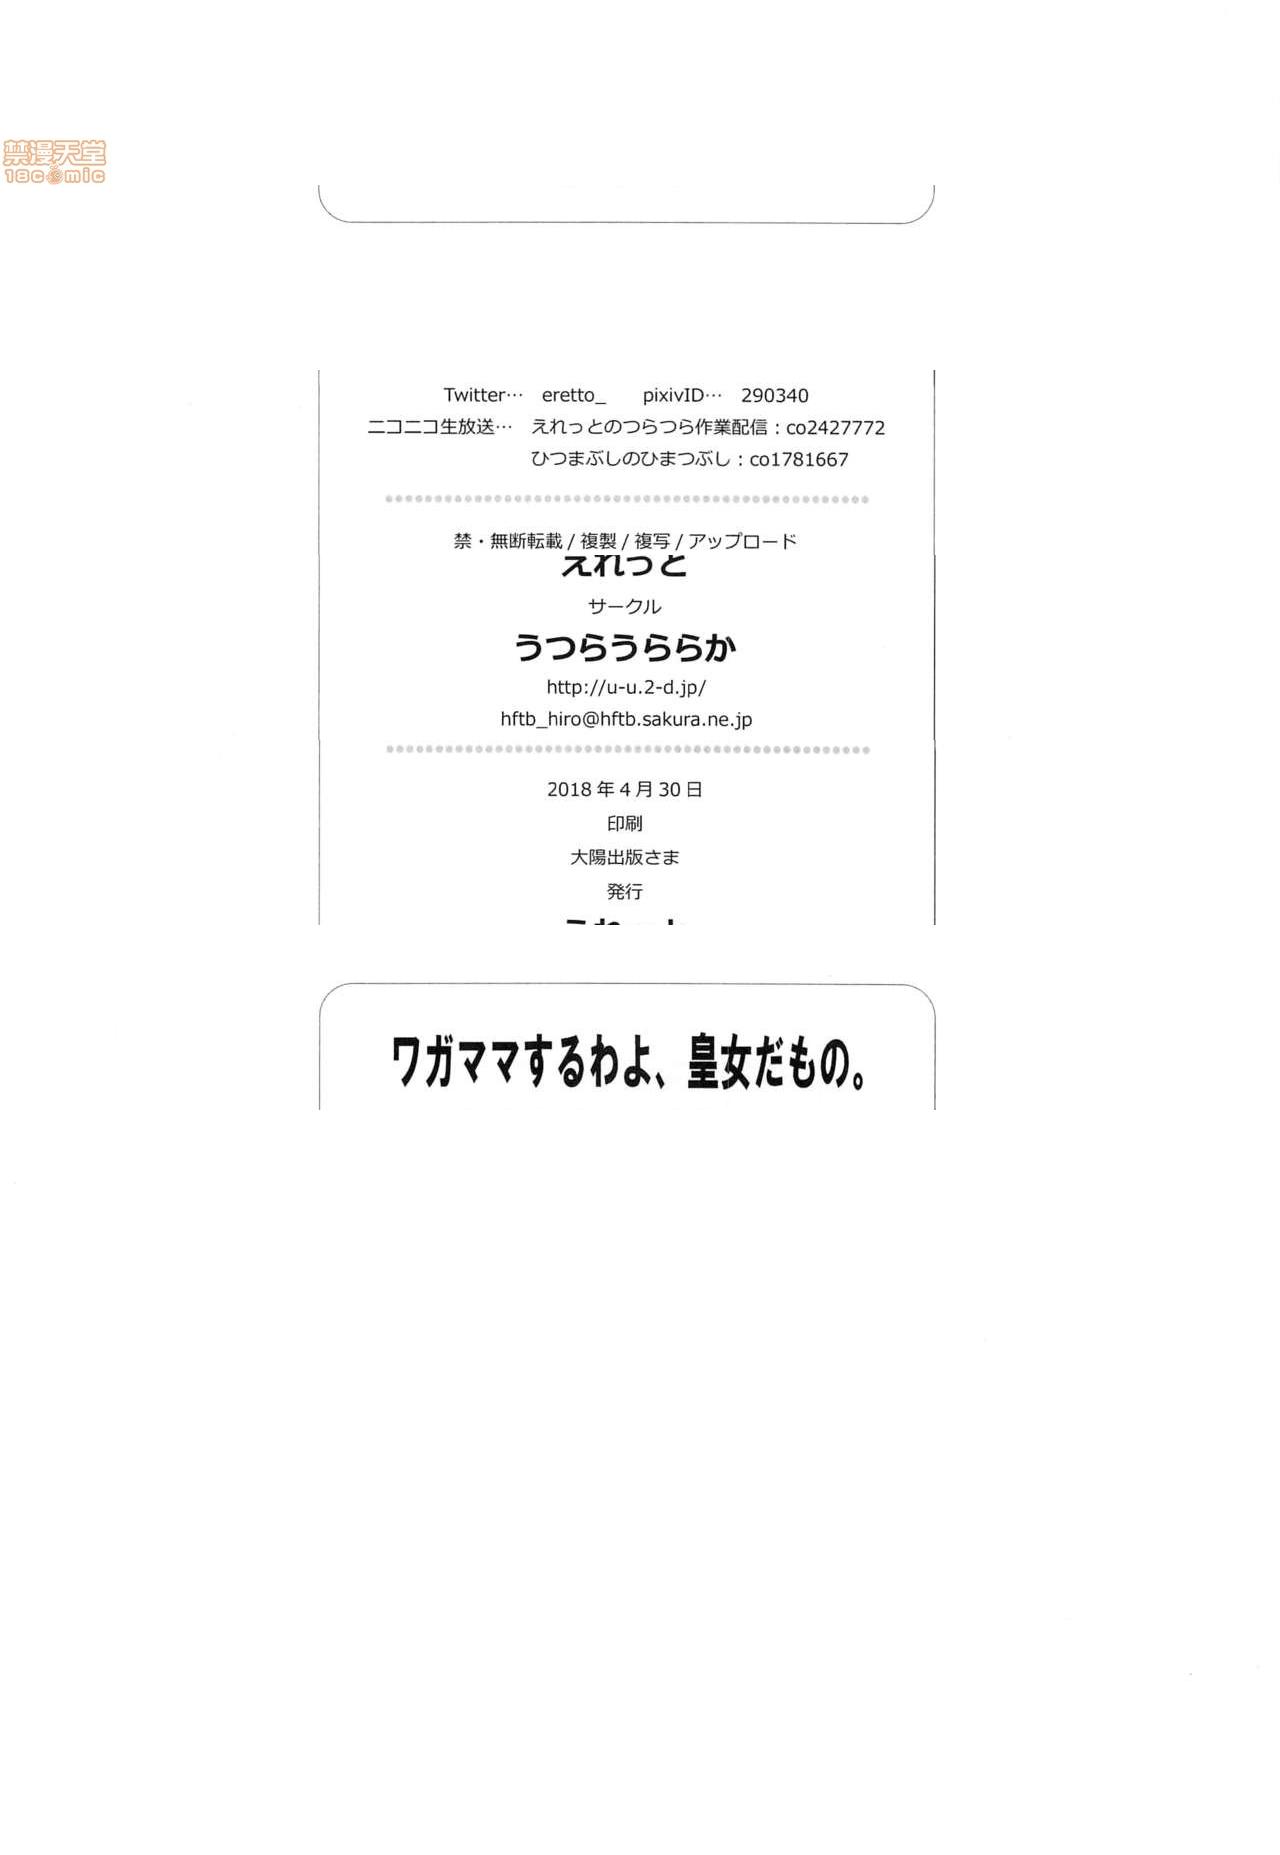 禁漫天堂
18comic
Twitter… eretto_ pixivID… 290340
ニコニコ生放送… えれっとのつらつら作業配信：co2427772
ひつまぶしのひまつぶし：co1781667
禁・無断転載 / 複製 / 複写 / アップロード
えれっと
サークル
うつらうららか
http://u-u.2-d.jp/
hftb_hiro@hftb.sakura.ne.jp
2018 年 4 月 30 日
印刷
大陽出版さま
発行
ワガママするわよ、皇女だもの。